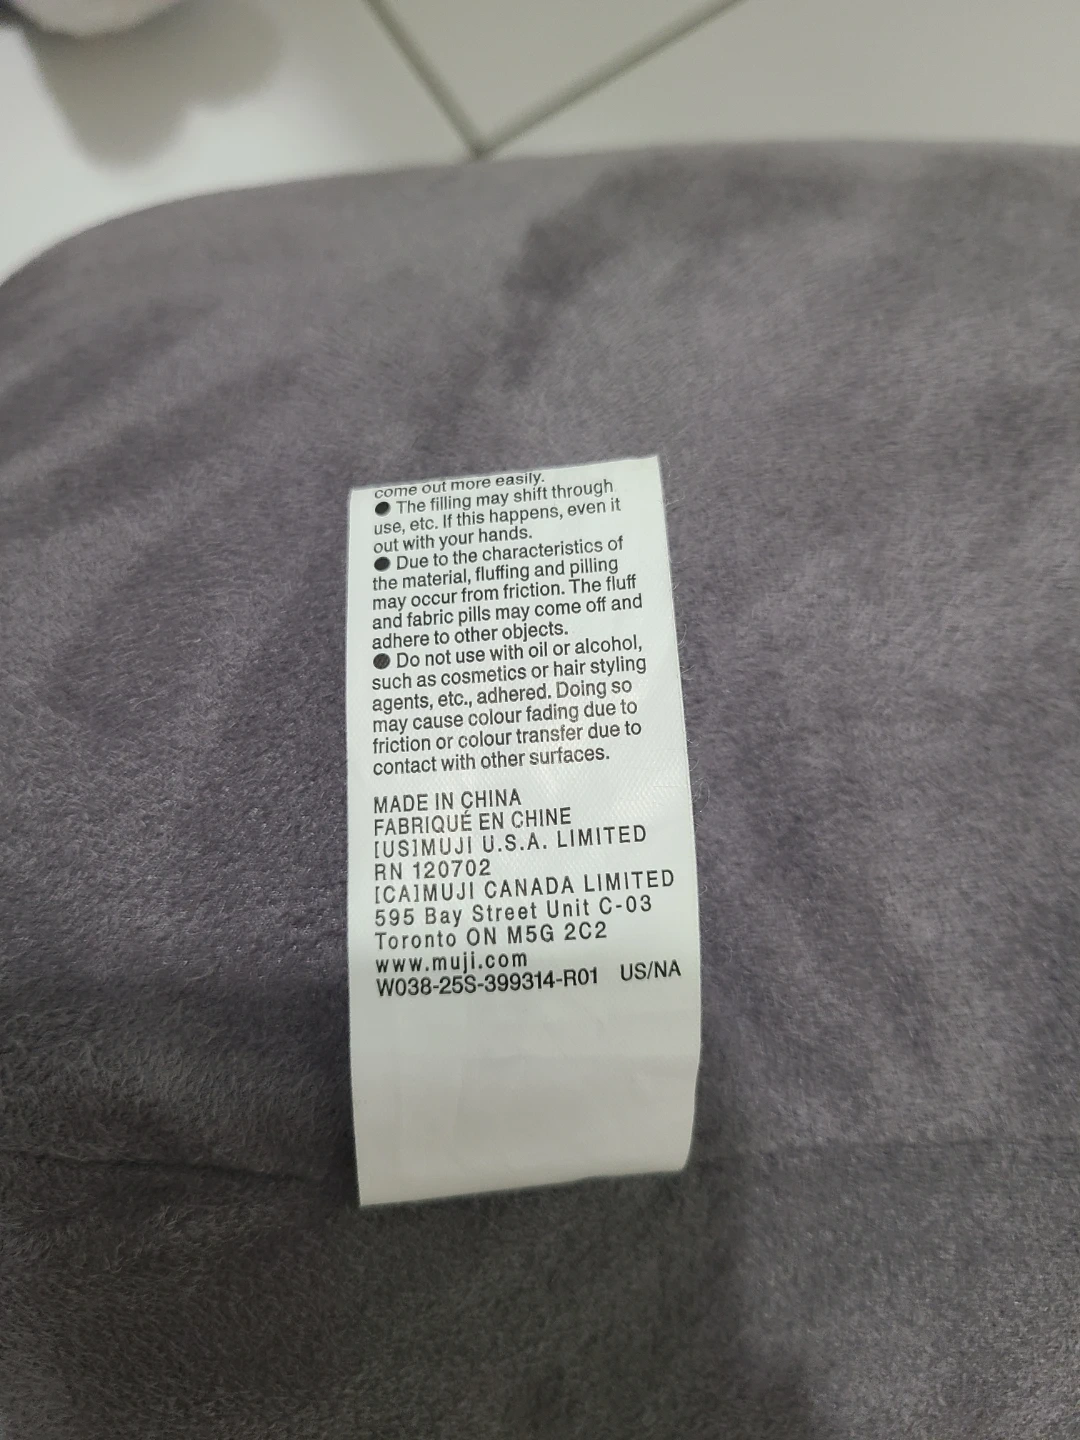 come out more easily.
● The filling may shift through
use, etc. If this happens, even it
out with your hands.
● Due to the characteristics of
the material, fluffing and pilling
may occur from friction. The fluff
and fabric pills may come off and
adhere to other objects.
● Do not use with oil or alcohol,
such as cosmetics or hair styling
agents, etc., adhered. Doing so
may cause colour fading due to
friction or colour transfer due to
contact with other surfaces.
MADE IN CHINA
FABRIQUÉ EN CHINE
[US]MUJI U.S.A. LIMITED
RN 120702
[CA]MUJI CANADA LIMITED
595 Bay Street Unit C-03
Toronto ON M5G 2C2
www.muji.com
W038-25S-399314-R01 US/NA